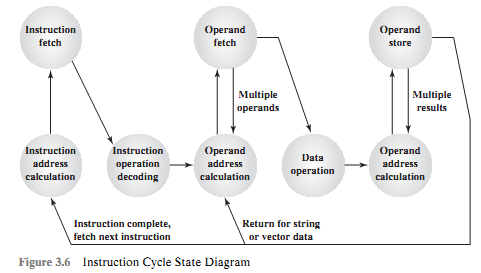 Instruction
fetch
Operand
fetch
Operand
store
Multiple
operands
Multiple
results
Instruction
address
calculation
Instruction
operation
decoding
Operand
address
calculation
Data
operation
Operand
address
calculation
Instruction complete,
fetch next instruction
Return for string
or vector data
Figure 3.6 Instruction Cycle State Diagram